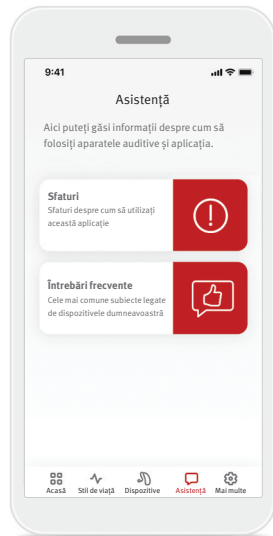 9:41
Asistență
Aici puteți găsi informații despre cum să
folosiți aparatele auditive și aplicația.
Sfaturi
Sfaturi despre cum să utilizați
această aplicație
Întrebări frecvente
Cele mai comune subiecte legate
de dispozitivele dumneavoastră
Acasă Stil de viață Dispozitive Asistență Mai multe